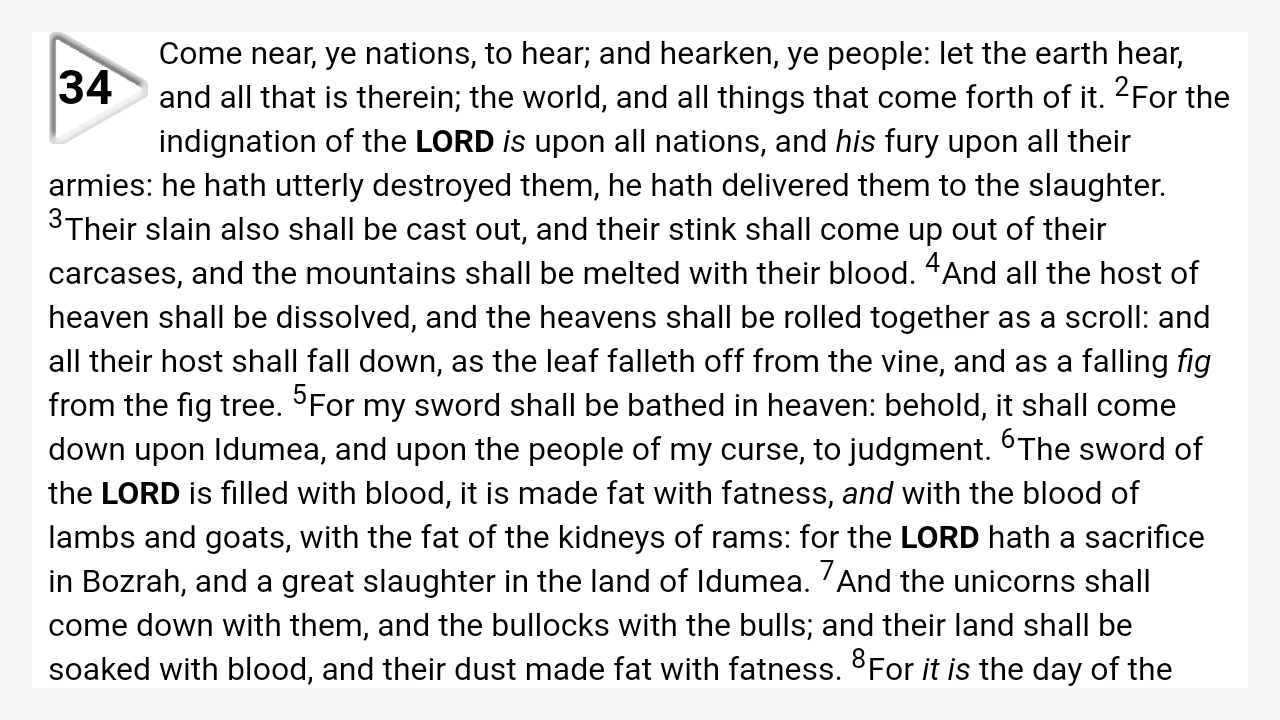 34 Come near, ye nations, to hear; and hearken, ye people: let the earth hear,
and all that is therein; the world, and all things that come forth of it. 2For the
indignation of the LORD is upon all nations, and his fury upon all their
armies: he hath utterly destroyed them, he hath delivered them to the slaughter.
3Their slain also shall be cast out, and their stink shall come up out of their
carcases, and the mountains shall be melted with their blood. 4And all the host of
heaven shall be dissolved, and the heavens shall be rolled together as a scroll: and
all their host shall fall down, as the leaf falleth off from the vine, and as a falling fig
from the fig tree. 5For my sword shall be bathed in heaven: behold, it shall come
down upon Idumea, and upon the people of my curse, to judgment. 6The sword of
the LORD is filled with blood, it is made fat with fatness, and with the blood of
lambs and goats, with the fat of the kidneys of rams: for the LORD hath a sacrifice
in Bozrah, and a great slaughter in the land of Idumea. 7And the unicorns shall
come down with them, and the bullocks with the bulls; and their land shall be
soaked with blood, and their dust made fat with fatness. 8For it is the day of the